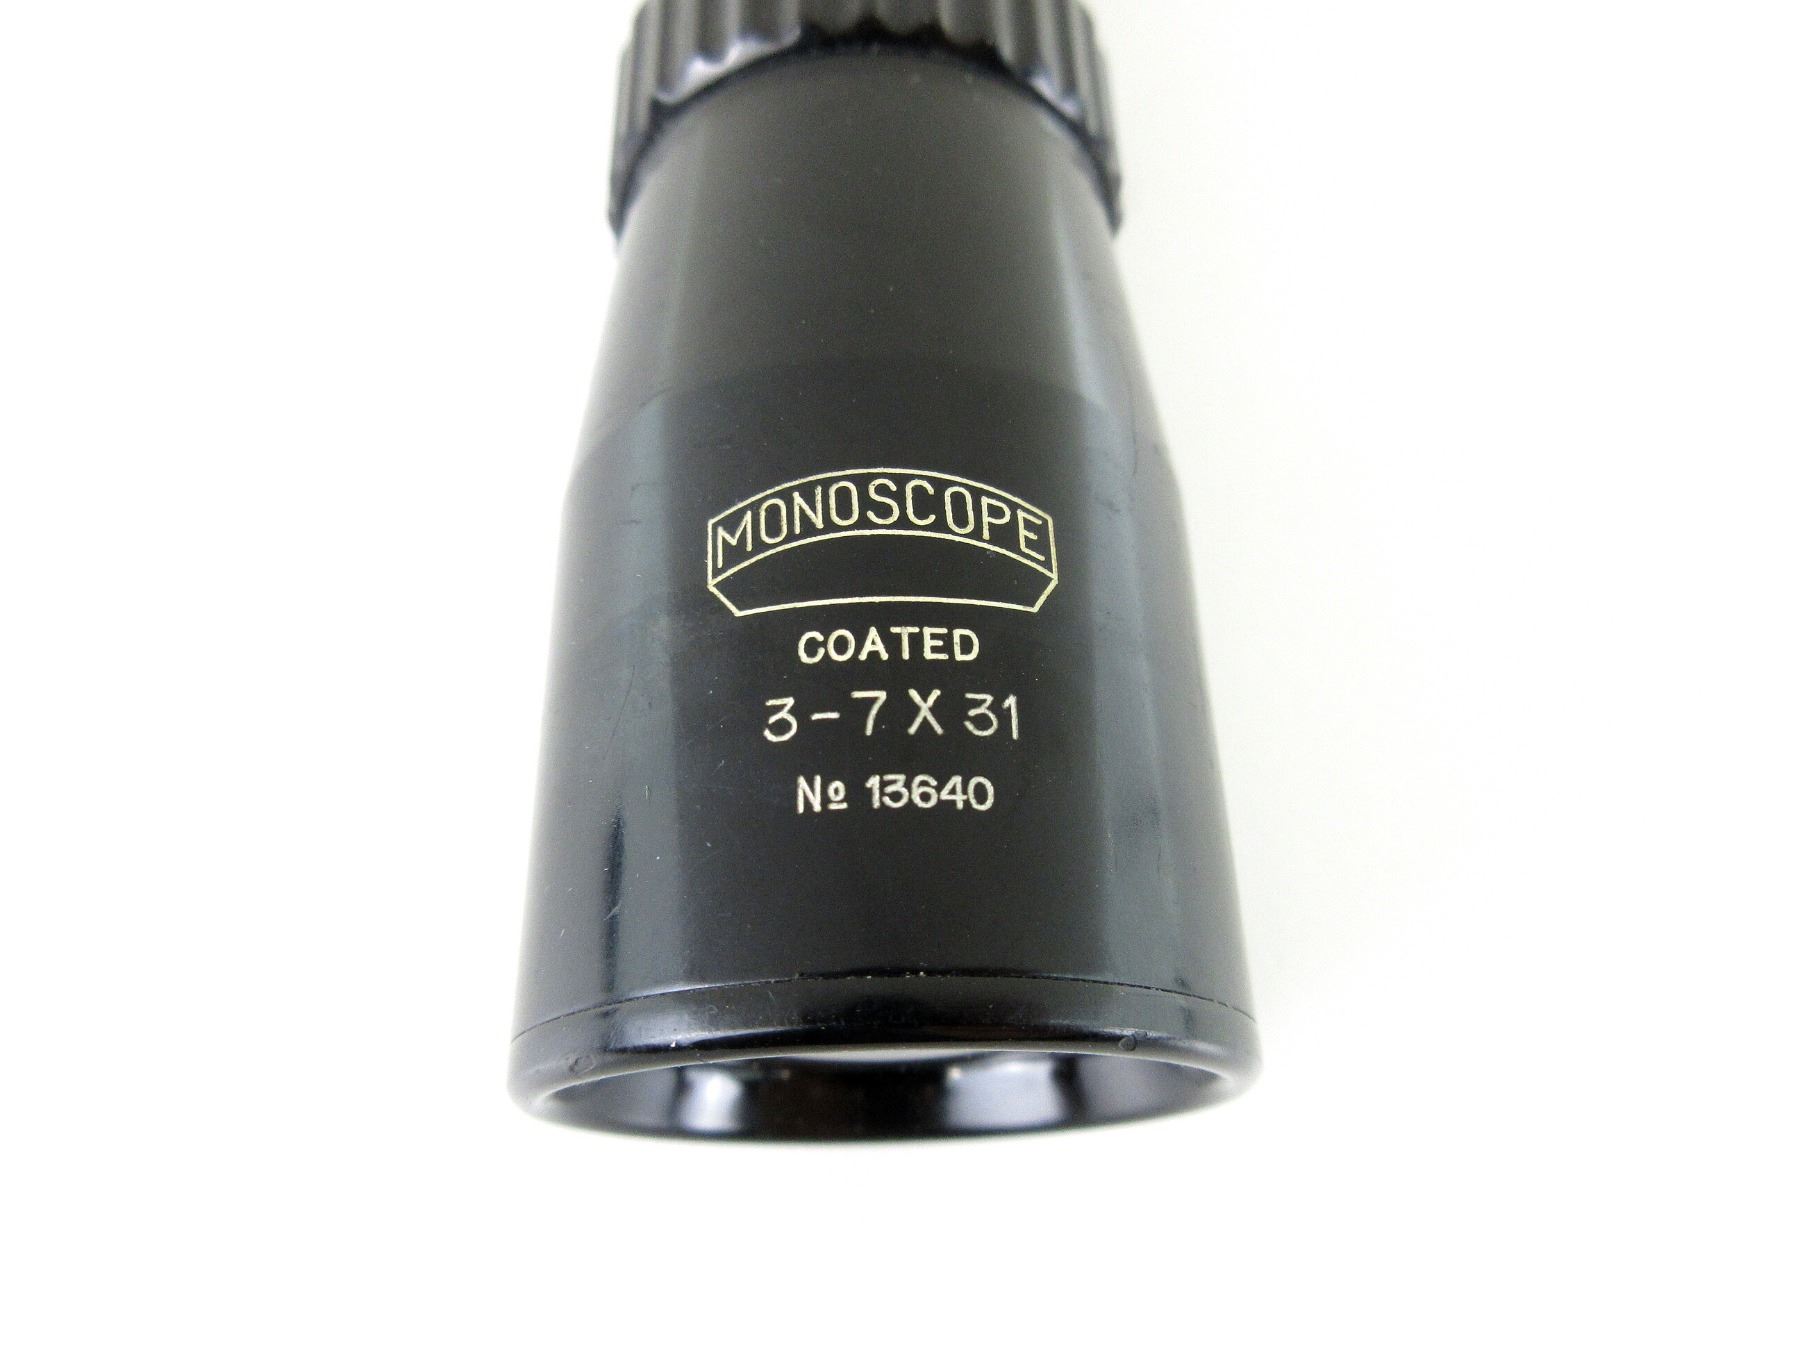 MONOSCOPE
COATED
3-7 X 31
Nº 13640